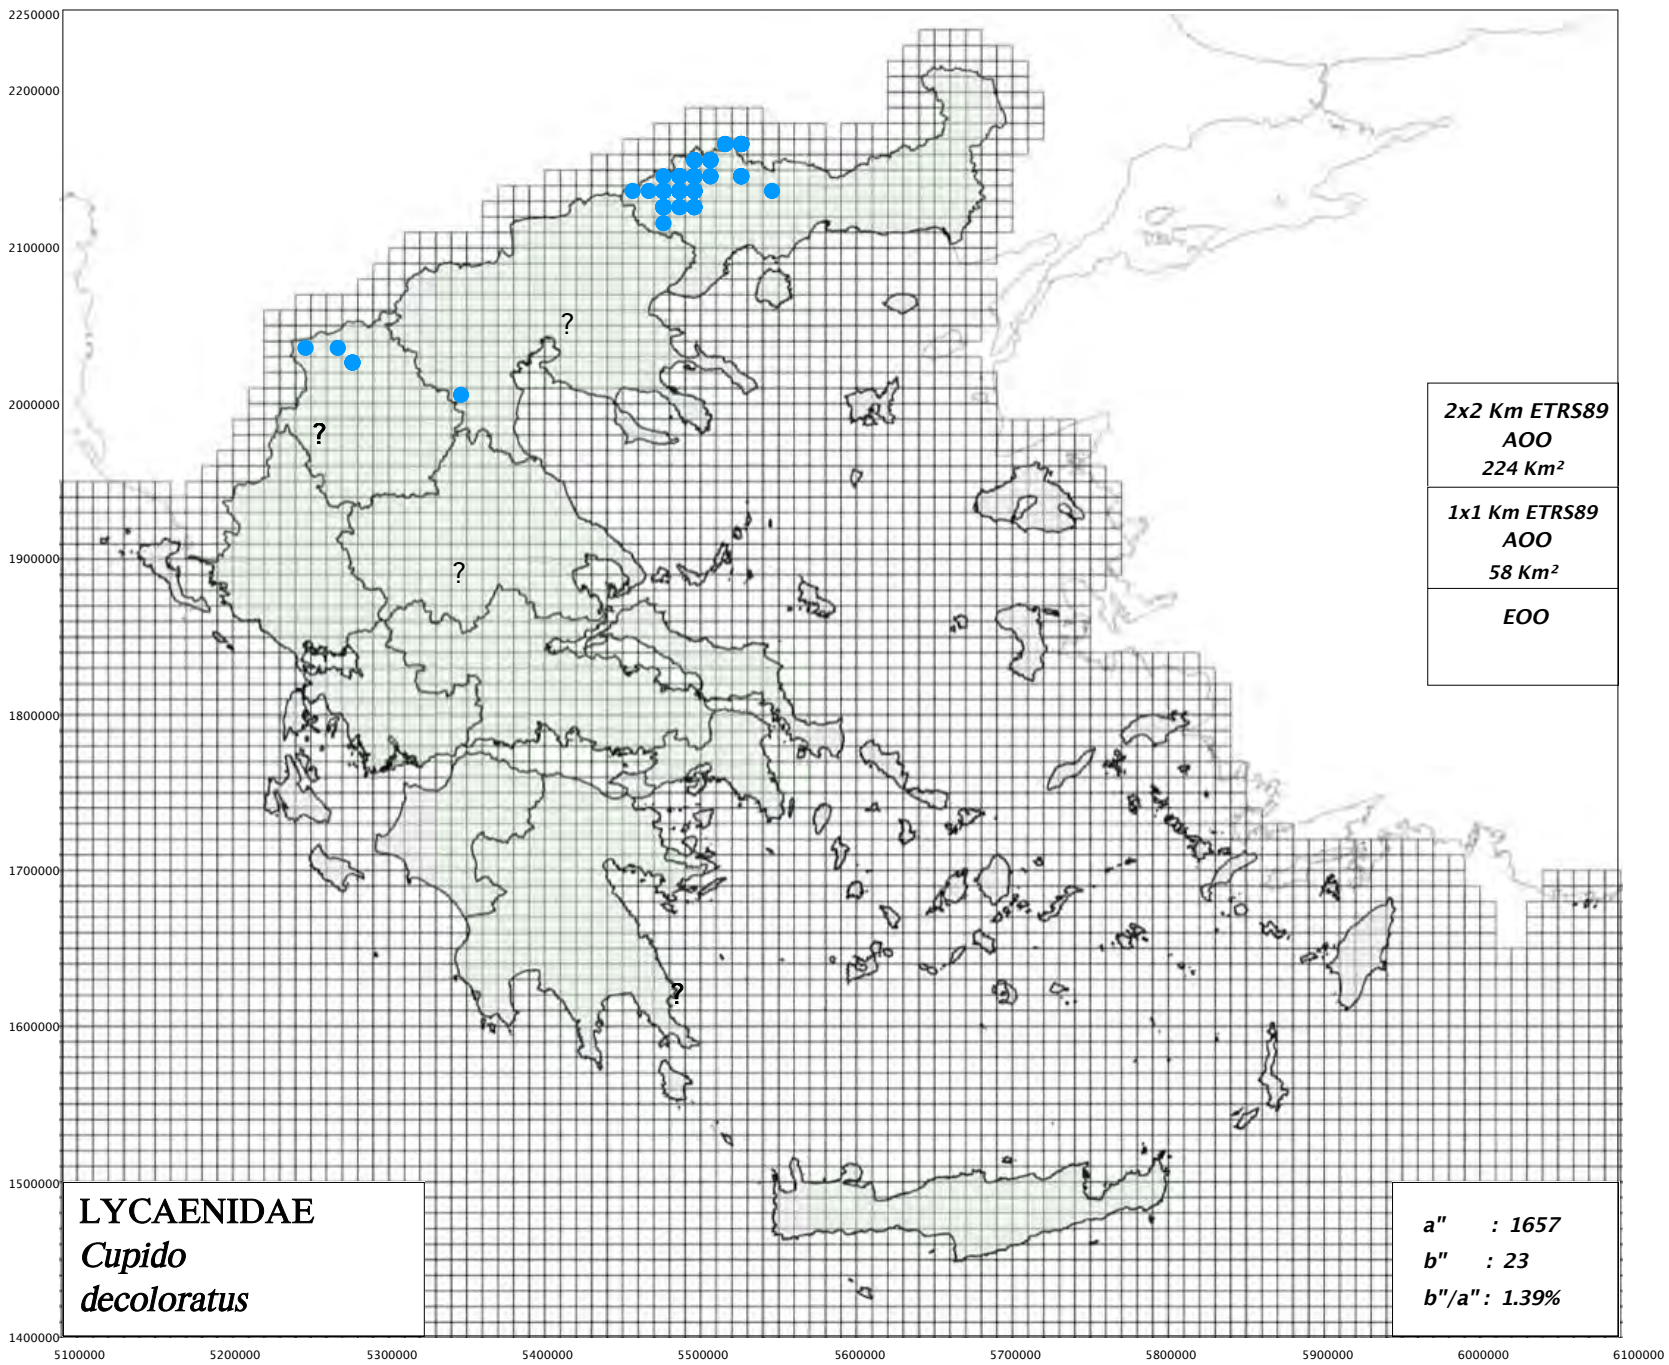 2250000
2200000
2100000
2000000
1900000
1800000
1700000
1600000
1500000
1400000
?
?
?
?
2x2 Km ETRS89
AOO
224 Km²
1x1 Km ETRS89
AOO
58 Km²
EOO
LYCAENIDAE
Cupido
decoloratus
a" : 1657
b" : 23
b"/a" : 1.39%
5100000 5200000 5300000 5400000 5500000 5600000 5700000 5800000 5900000 6000000 6100000